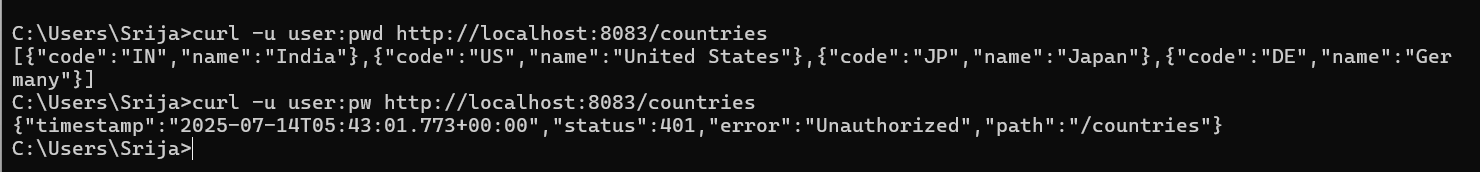 C:\Users\Srija>curl -u user:pwd http://localhost:8083/countries
[{"code":"IN","name":"India"},{"code":"US","name":"United States"},{"code":"JP","name":"Japan"},{"code":"DE","name":"Ger
many"}]
C:\Users\Srija>curl -u user:pw http://localhost:8083/countries
{"timestamp":"2025-07-14T05:43:01.773+00:00","status":401,"error":"Unauthorized","path":"/countries"}
C:\Users\Srija>